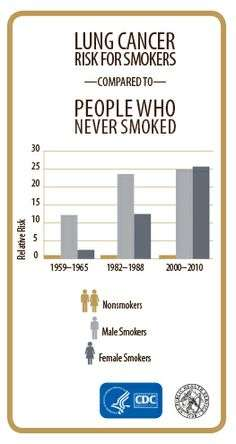 LUNG CANCER
RISK FOR SMOKERS
—COMPARED TO—
PEOPLE WHO
NEVER SMOKED
30
25
20
15
10
5
0
Relative Risk
1959–1965
1982–1988
2000–2010
Nonsmokers
Male Smokers
Female Smokers
CDC